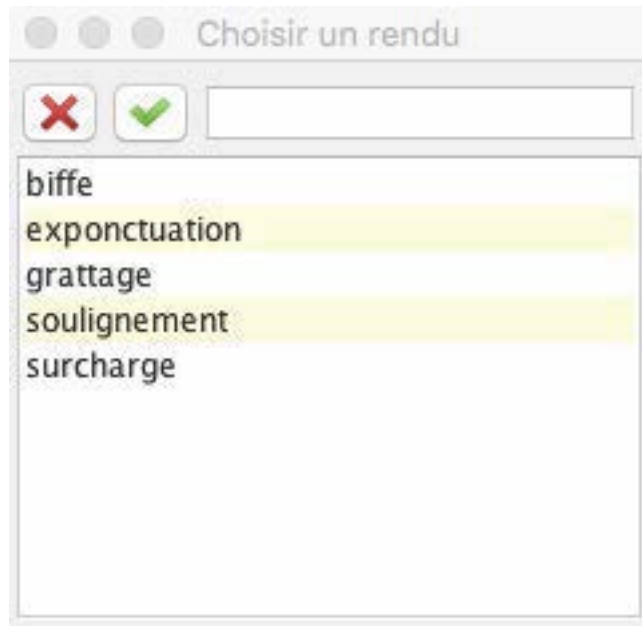 Choisir un rendu
biffe
exponctuation
grattage
soulignement
surcharge